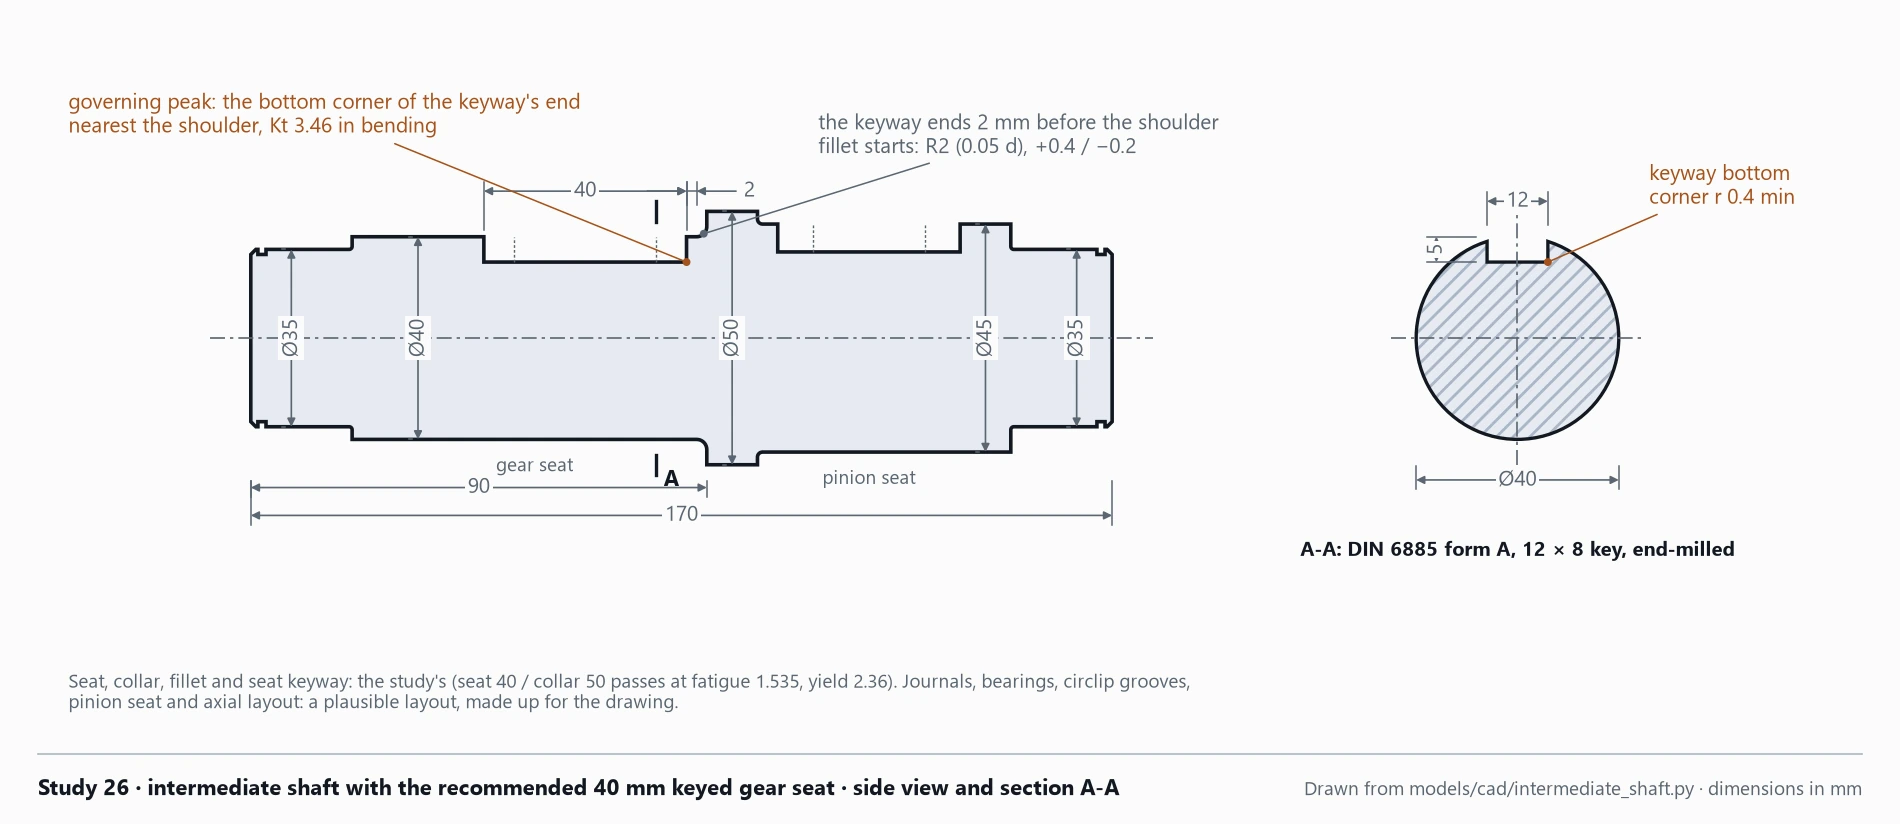 governing peak: the bottom corner of the keyway's end
nearest the shoulder, Kt 3.46 in bending
the keyway ends 2 mm before the shoulder
fillet starts: R2 (0.05 d), +0.4 / −0.2
keyway bottom
corner r 0.4 min
40
2
12
5
Ø35
Ø40
Ø50
Ø45
Ø35
gear seat
A
pinion seat
90
170
Ø40
A-A: DIN 6885 form A, 12 × 8 key, end-milled
Seat, collar, fillet and seat keyway: the study's (seat 40 / collar 50 passes at fatigue 1.535, yield 2.36). Journals, bearings, circlip grooves,
pinion seat and axial layout: a plausible layout, made up for the drawing.
Study 26 · intermediate shaft with the recommended 40 mm keyed gear seat · side view and section A-A
Drawn from models/cad/intermediate_shaft.py · dimensions in mm